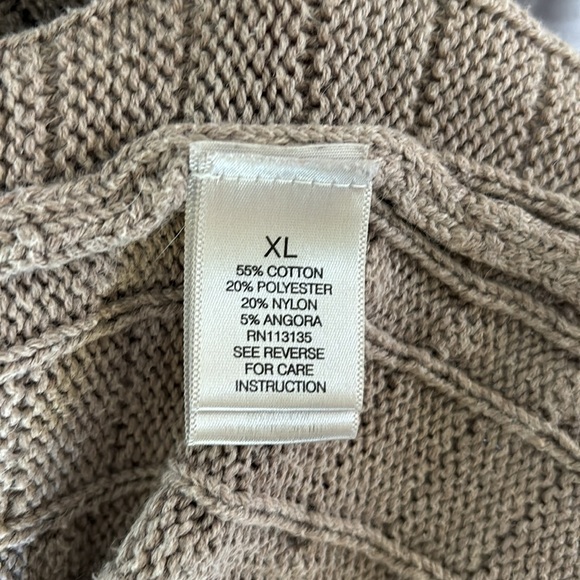 XL
55% COTTON
20% POLYESTER
20% NYLON
5% ANGORA
RN113135
SEE REVERSE
FOR CARE
INSTRUCTION